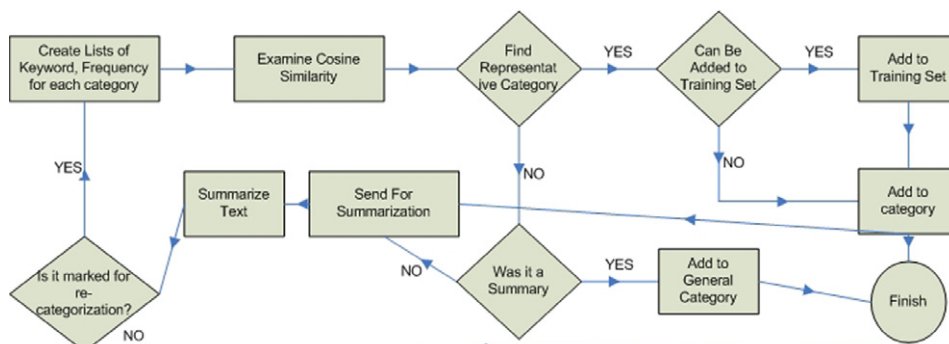 Create Lists of
Keyword, Frequency
for each category
Examine Cosine
Similarity
Find
Representat
ive Category
YES
Can Be
Added to
Training Set
YES
Add to
Training Set
YES
NO
NO
Summarize
Text
Send For
Summarization
Add to
category
Is it marked for
re-
categorization?
NO
NO
Was it a
Summary
YES
Add to
General
Category
Finish